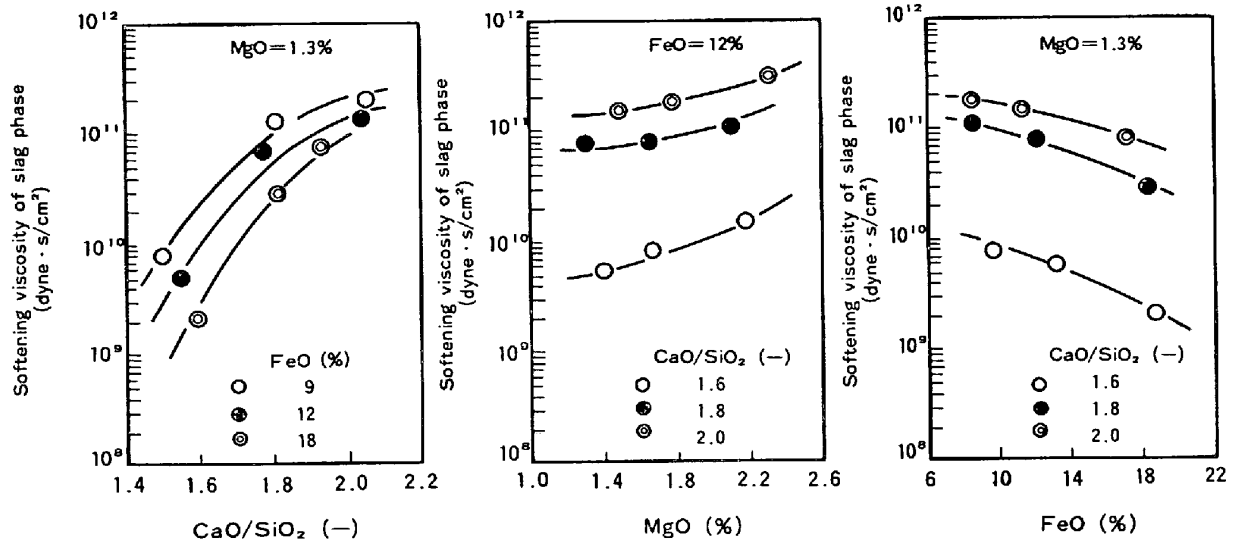 Softening viscosity of slag phase
(dyne · s/cm²)
10¹²
10¹¹
10¹⁰
10⁹
10⁸
MgO=1.3%
FeO (%)
9
12
18
1.4 1.6 1.8 2.0 2.2
CaO/SiO₂ (—)
Softening viscosity of slag phase
(dyne · s/cm²)
10¹²
10¹¹
10¹⁰
10⁹
10⁸
FeO=12%
CaO/SiO₂ (—)
1.6
1.8
2.0
1.0 1.4 1.8 2.2 2.6
MgO (%)
Softening viscosity of slag phase
(dyne · s/cm²)
10¹²
10¹¹
10¹⁰
10⁹
10⁸
MgO=1.3%
CaO/SiO₂ (—)
1.6
1.8
2.0
6 10 14 18 22
FeO (%)